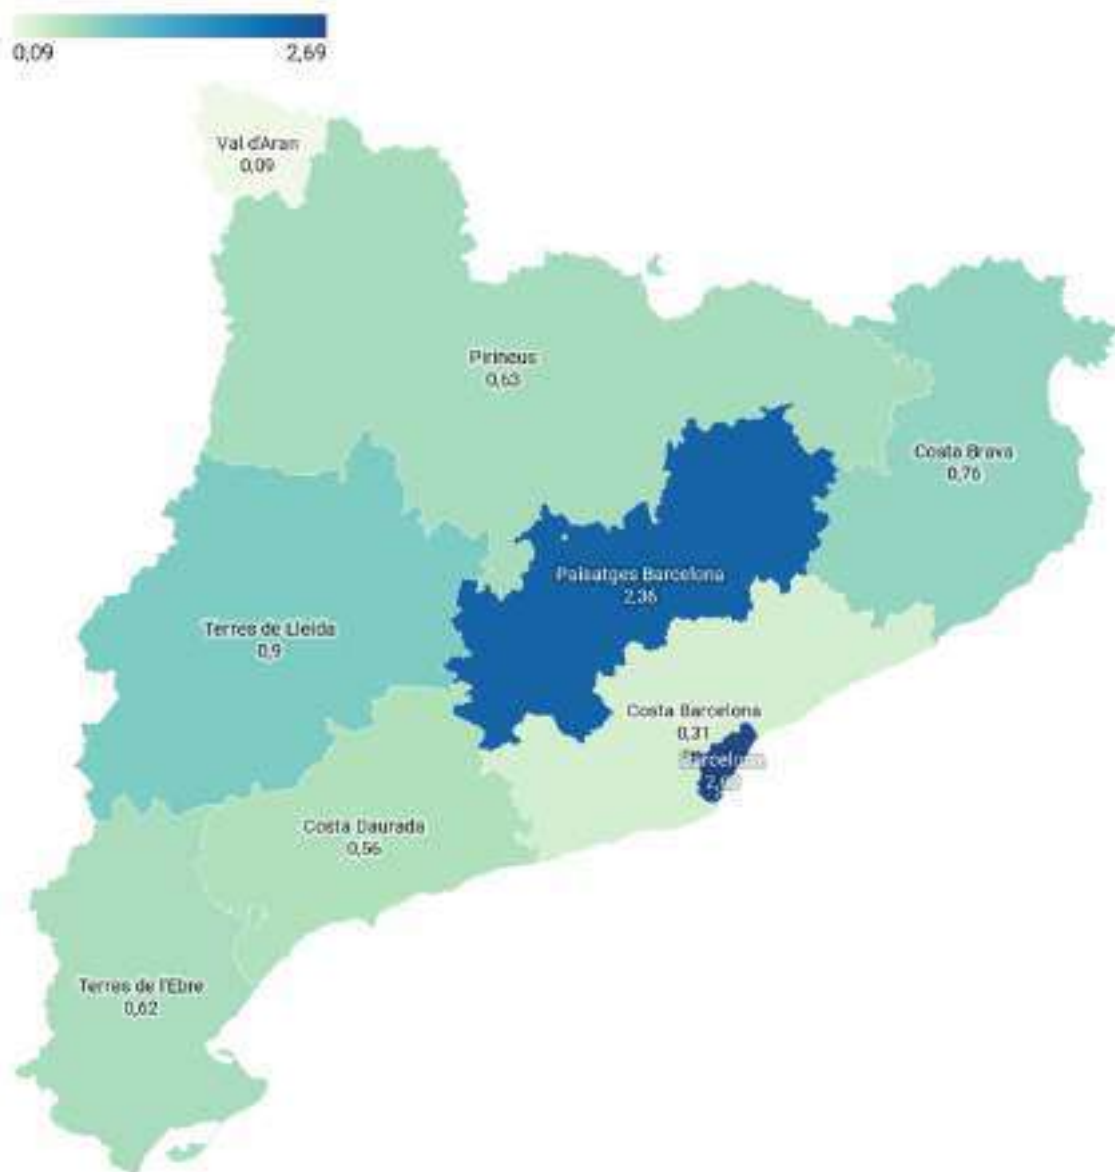 0,09
2,69
Val d'Aran
0,09
Pirineus
0,63
Costa Brava
0,76
Paisatges Barcelona
2,36
Terres de Lleida
0,9
Costa Barcelona
0,31
Barcelona
Costa Daurada
0,56
Terres de l'Ebre
0,62